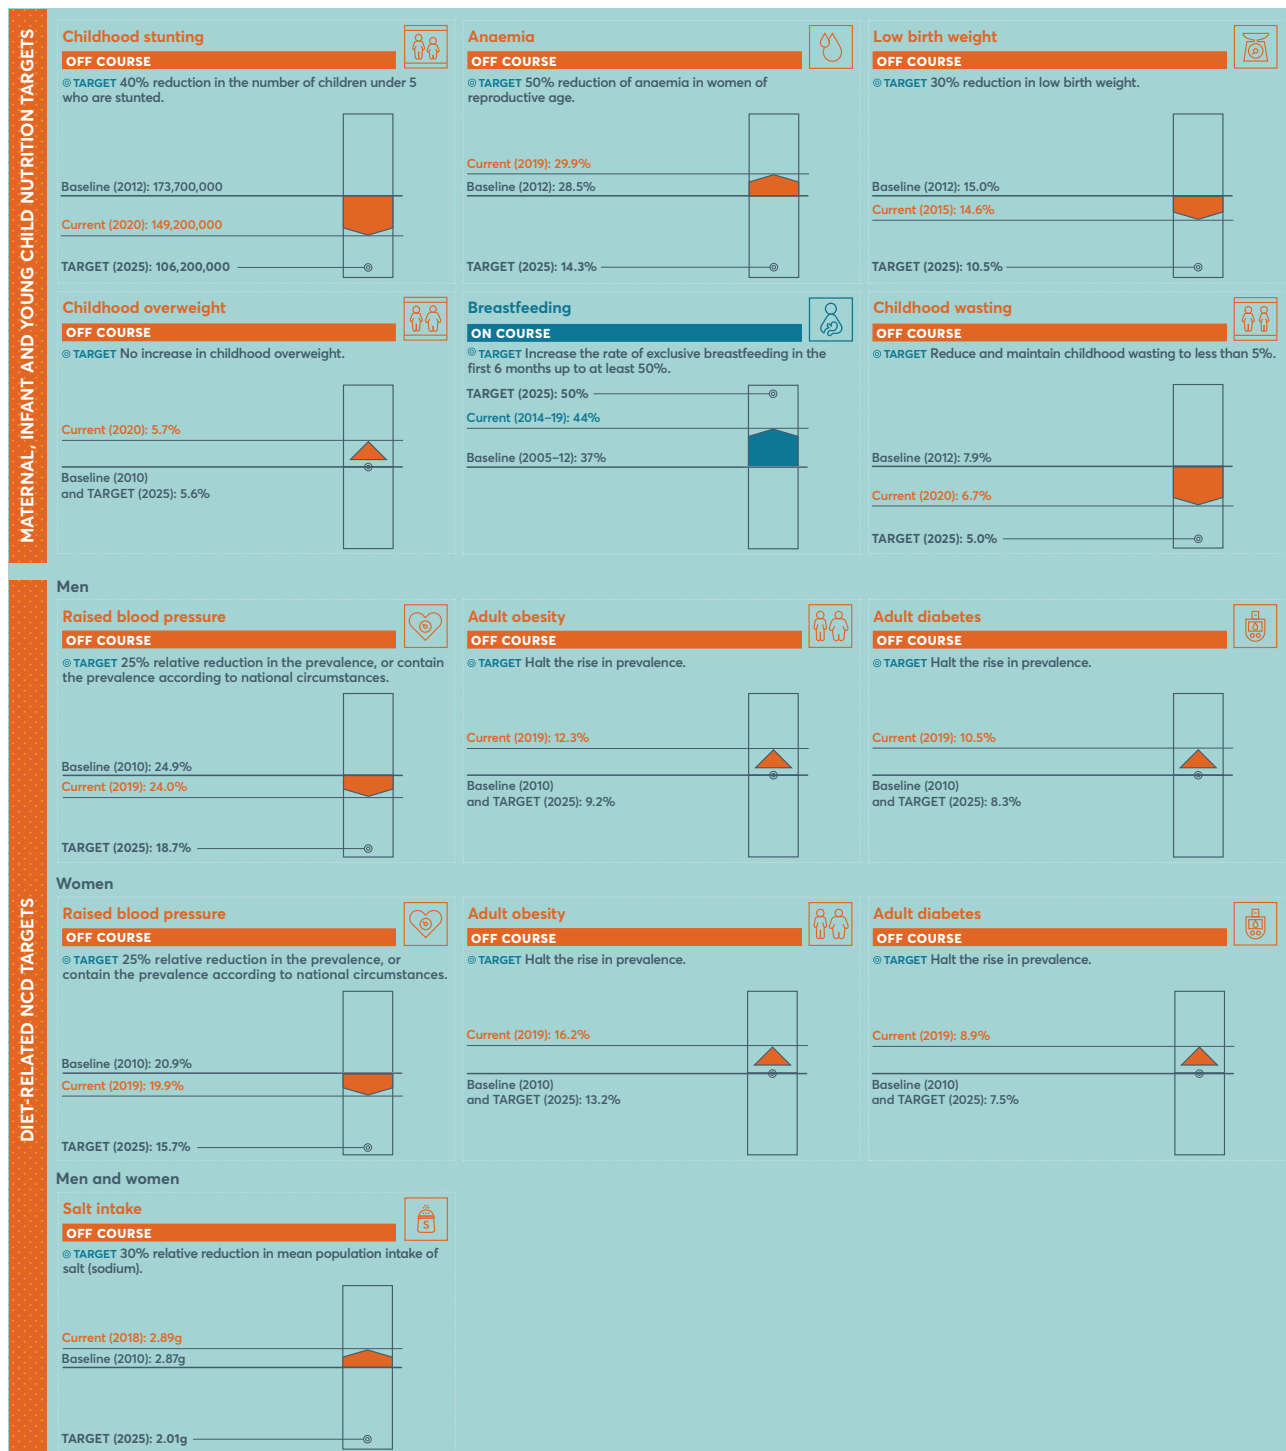 MATERNAL, INFANT AND YOUNG CHILD NUTRITION TARGETS
Childhood stunting
OFF COURSE
TARGET 40% reduction in the number of children under 5
who are stunted.
Baseline (2012): 173,700,000
Current (2020): 149,200,000
TARGET (2025): 106,200,000
Anaemia
OFF COURSE
TARGET 50% reduction of anaemia in women of
reproductive age.
Current (2019): 29.9%
Baseline (2012): 28.5%
TARGET (2025): 14.3%
Low birth weight
OFF COURSE
TARGET 30% reduction in low birth weight.
Baseline (2012): 15.0%
Current (2015): 14.6%
TARGET (2025): 10.5%
Childhood overweight
OFF COURSE
TARGET No increase in childhood overweight.
Current (2020): 5.7%
Baseline (2010)
and TARGET (2025): 5.6%
Breastfeeding
ON COURSE
TARGET Increase the rate of exclusive breastfeeding in the
first 6 months up to at least 50%.
TARGET (2025): 50%
Current (2014–19): 44%
Baseline (2005–12): 37%
Childhood wasting
OFF COURSE
TARGET Reduce and maintain childhood wasting to less than 5%.
Baseline (2012): 7.9%
Current (2020): 6.7%
TARGET (2025): 5.0%
DIET-RELATED NCD TARGETS
Men
Raised blood pressure
OFF COURSE
TARGET 25% relative reduction in the prevalence, or contain
the prevalence according to national circumstances.
Baseline (2010): 24.9%
Current (2019): 24.0%
TARGET (2025): 18.7%
Adult obesity
OFF COURSE
TARGET Halt the rise in prevalence.
Current (2019): 12.3%
Baseline (2010)
and TARGET (2025): 9.2%
Adult diabetes
OFF COURSE
TARGET Halt the rise in prevalence.
Current (2019): 10.5%
Baseline (2010)
and TARGET (2025): 8.3%
Women
Raised blood pressure
OFF COURSE
TARGET 25% relative reduction in the prevalence, or
contain the prevalence according to national circumstances.
Baseline (2010): 20.9%
Current (2019): 19.9%
TARGET (2025): 15.7%
Adult obesity
OFF COURSE
TARGET Halt the rise in prevalence.
Current (2019): 16.2%
Baseline (2010)
and TARGET (2025): 13.2%
Adult diabetes
OFF COURSE
TARGET Halt the rise in prevalence.
Current (2019): 8.9%
Baseline (2010)
and TARGET (2025): 7.5%
Men and women
Salt intake
S
OFF COURSE
TARGET 30% relative reduction in mean population intake of
salt (sodium).
Current (2018): 2.89g
Baseline (2010): 2.87g
TARGET (2025): 2.01g